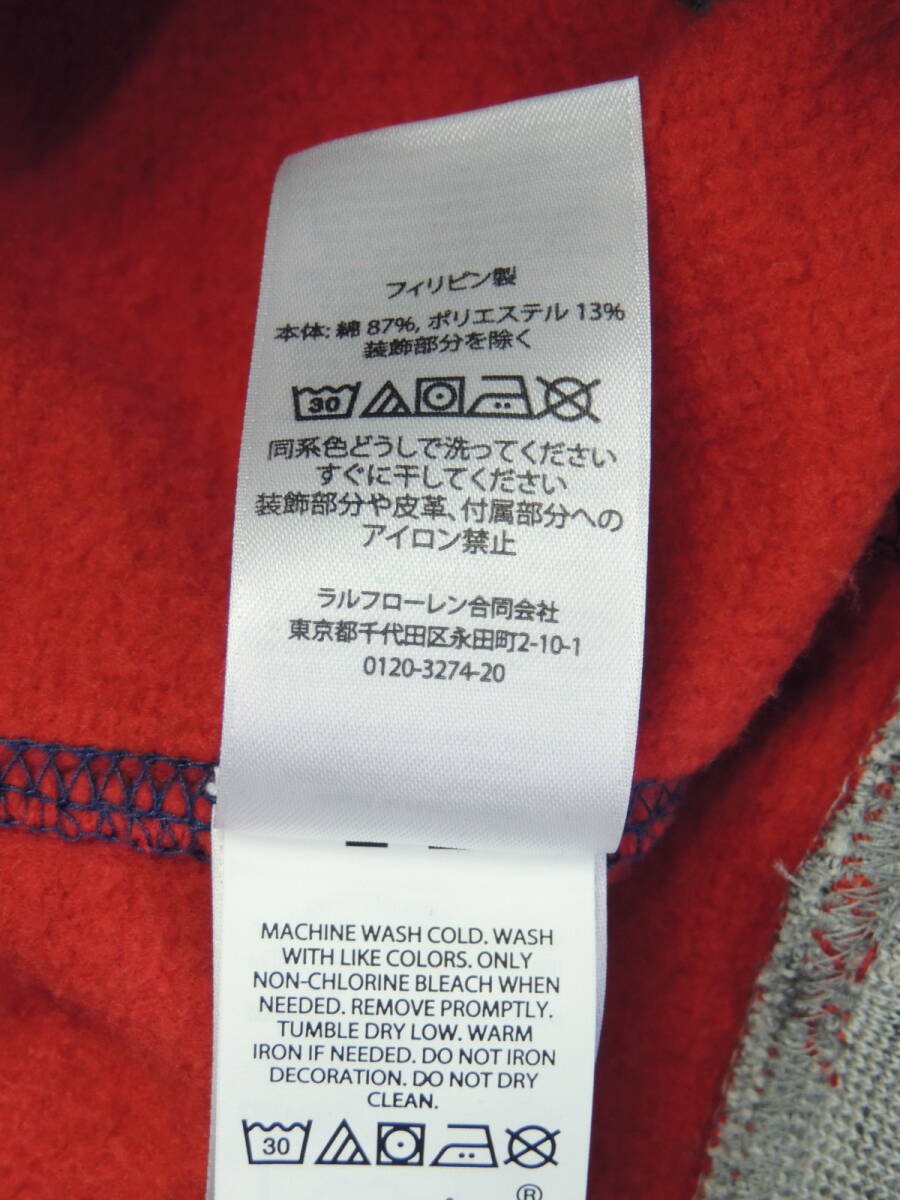 フィリピン製
本体: 綿 87%, ポリエステル 13%
装飾部分を除く
30
同系色どうしで洗ってください
すぐに干してください
装飾部分や皮革、付属部分への
アイロン禁止
ラルフローレン合同会社
東京都千代田区永田町2-10-1
0120-3274-20
MACHINE WASH COLD. WASH
WITH LIKE COLORS. ONLY
NON-CHLORINE BLEACH WHEN
NEEDED. REMOVE PROMPTLY.
TUMBLE DRY LOW. WARM
IRON IF NEEDED. DO NOT IRON
DECORATION. DO NOT DRY
CLEAN.
30
®